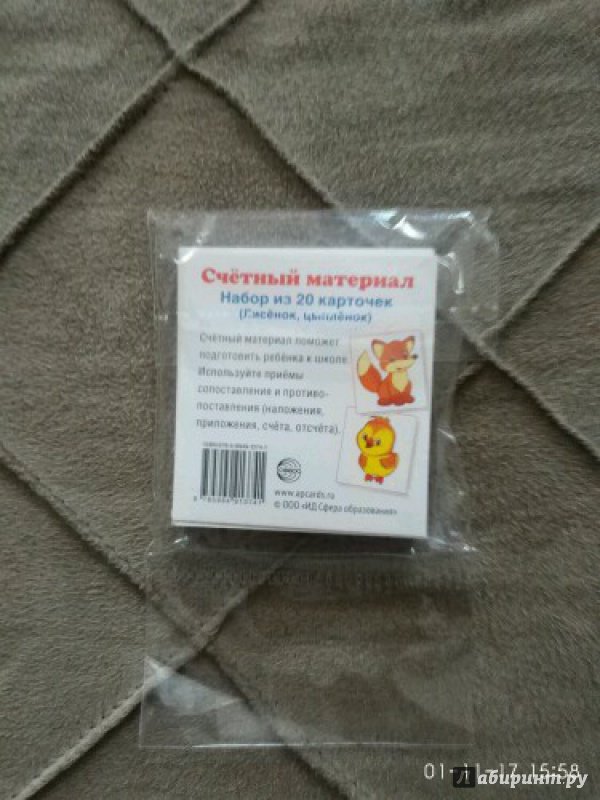 Счётный материал
Набор из 20 карточек
(Лисёнок, цыплёнок)
Счётный материал поможет
подготовить ребёнка к школе.
Используйте приёмы
сопоставления и противо-
поставления (наложения,
приложения, счёта, отсчёта).
www.apcards.ru
© ООО «ИД Сфера образования»
01-11-17 15:58
Лабиринт.ру